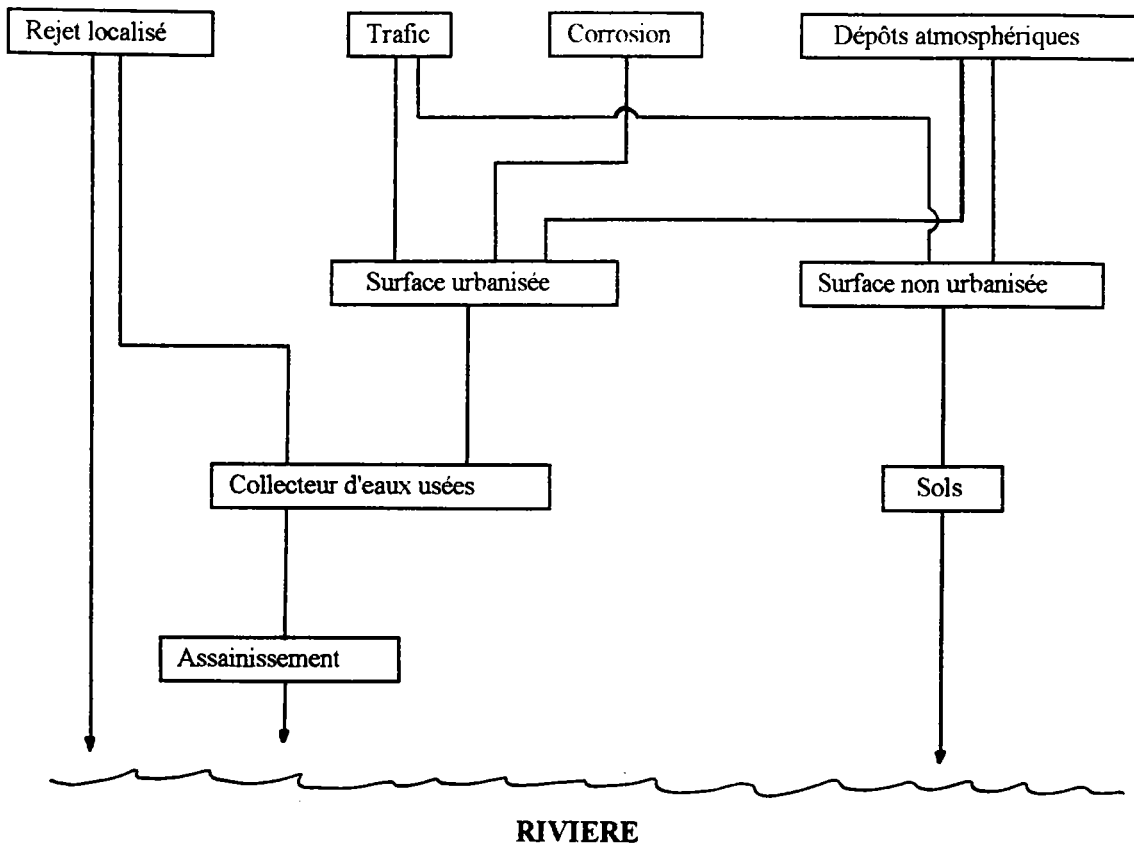 Rejet localisé
Trafic
Corrosion
Dépôts atmosphériques
Surface urbanisée
Surface non urbanisée
Collecteur d'eaux usées
Sols
Assainissement
RIVIERE